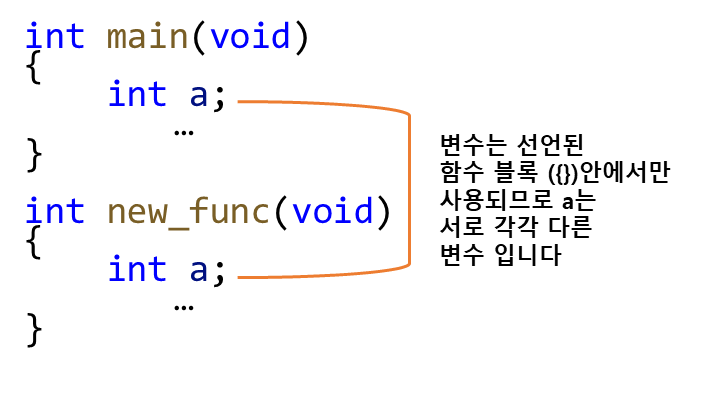 int main(void)
{
int a;
…
}
int new_func(void)
{
int a;
…
}
변수는 선언된
함수 블록 ({})안에서만
사용되므로 a는
서로 각각 다른
변수 입니다